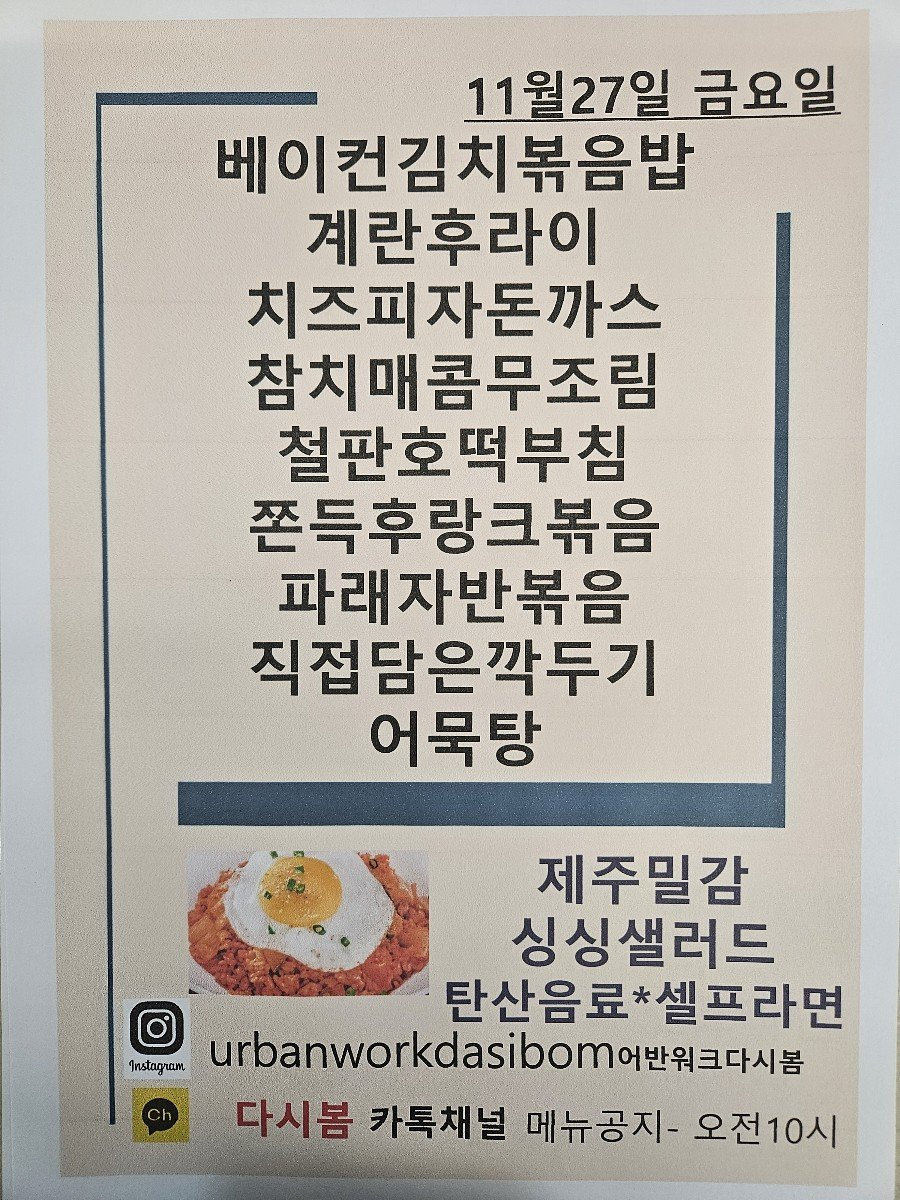 11월27일 금요일
베이컨김치볶음밥
계란후라이
치즈피자돈까스
참치매콤무조림
철판호떡부침
쫀득후랑크볶음
파래자반볶음
직접담은깍두기
어묵탕
제주밀감
싱싱샐러드
탄산음료*셀프라면
Instagram
urbanworkdasibom어반워크다시봄
Ch
다시봄 카톡채널 메뉴공지- 오전10시